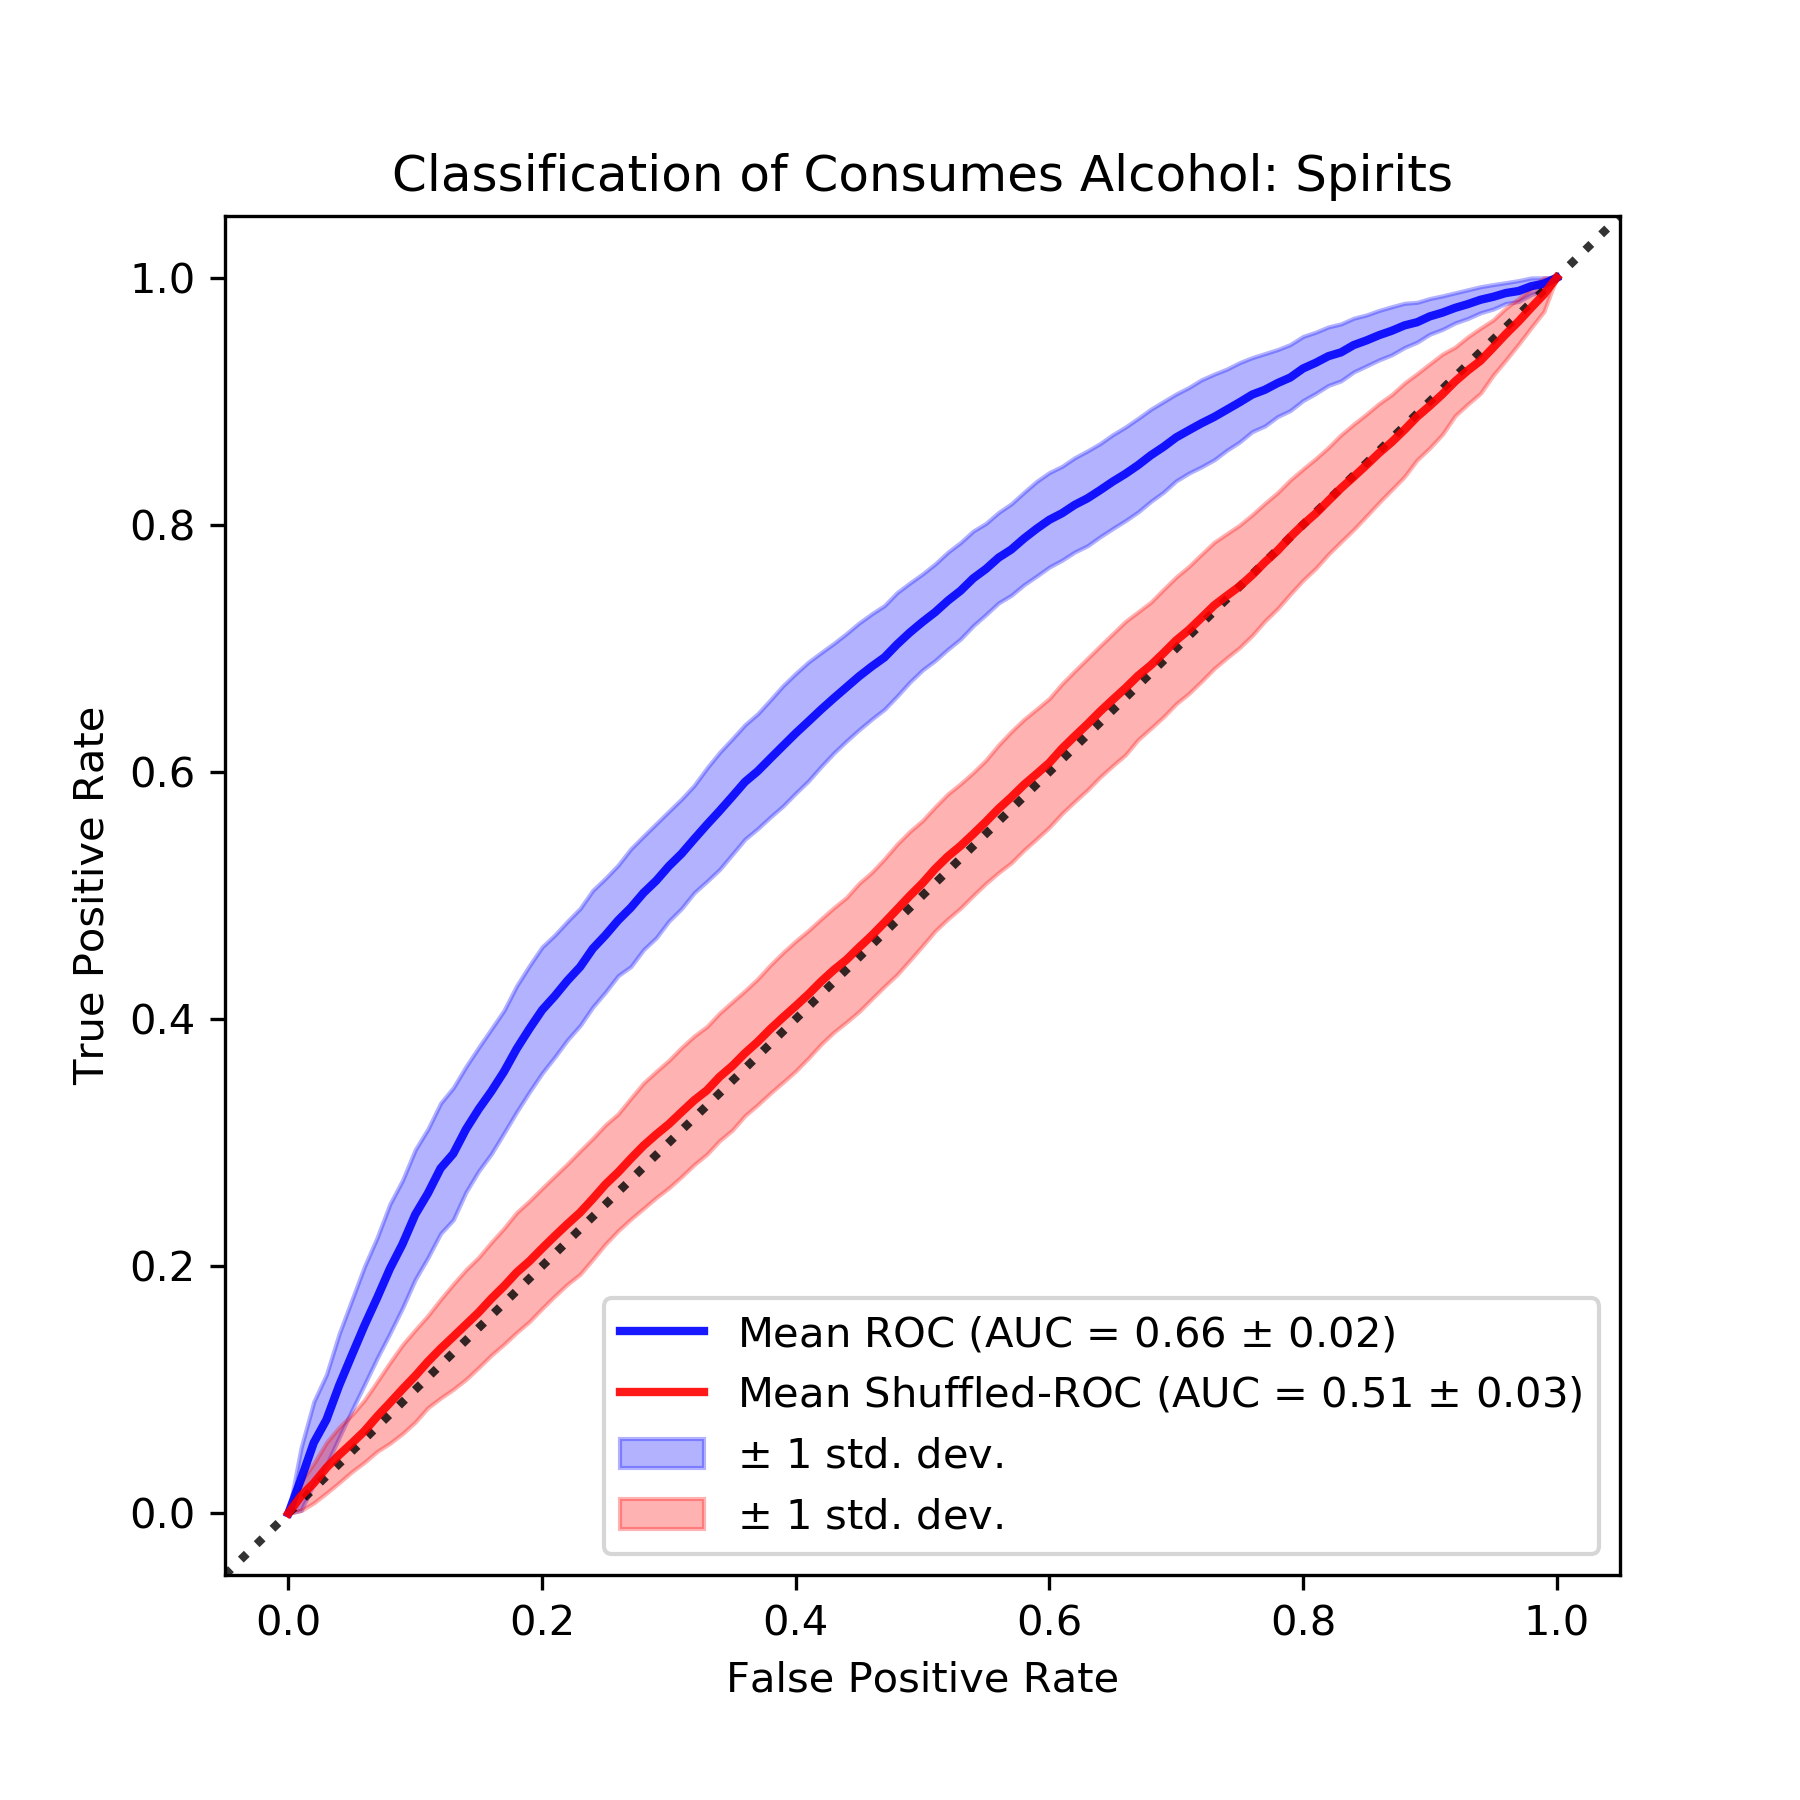 Classification of Consumes Alcohol: Spirits
1.0
0.8
0.6
0.4
0.2
0.0
True Positive Rate
Mean ROC (AUC = 0.66 ± 0.02)
Mean Shuffled-ROC (AUC = 0.51 ± 0.03)
± 1 std. dev.
± 1 std. dev.
0.0 0.2 0.4 0.6 0.8 1.0
False Positive Rate